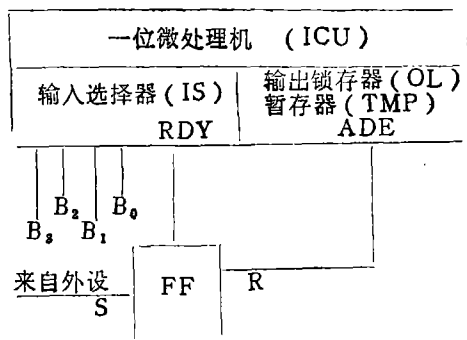 一位微处理机 (ICU)
输入选择器(IS)
RDY
输出锁存器(OL)
暂存器(TMP)
ADE
B₃ B₂ B₁ B₀
来自外设
S
FF
R